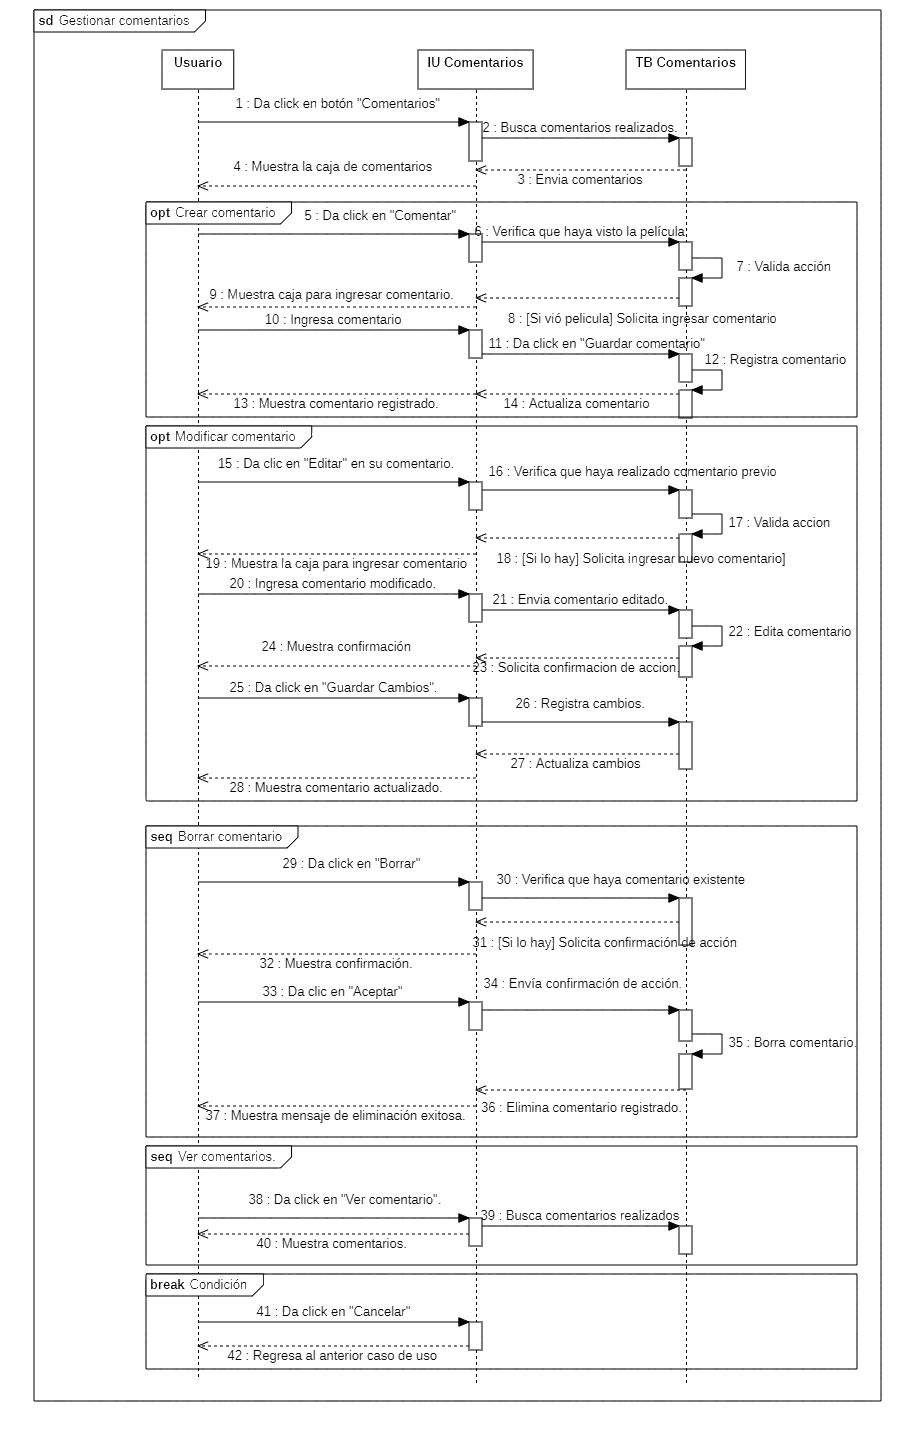 sd Gestionar comentarios
Usuario
IU Comentarios
TB Comentarios
1 : Da click en botón "Comentarios"
2 : Busca comentarios realizados.
4 : Muestra la caja de comentarios
3 : Envia comentarios
opt Crear comentario
5 : Da click en "Comentar"
6 : Verifica que haya visto la película
7 : Valida acción
9 : Muestra caja para ingresar comentario.
10 : Ingresa comentario
8 : [Si vió pelicula] Solicita ingresar comentario
11 : Da click en "Guardar comentario"
12 : Registra comentario
13 : Muestra comentario registrado.
14 : Actualiza comentario
opt Modificar comentario
15 : Da clic en "Editar" en su comentario.
16 : Verifica que haya realizado comentario previo
17 : Valida accion
18 : [Si lo hay] Solicita ingresar nuevo comentario]
19 : Muestra la caja para ingresar comentario
20 : Ingresa comentario modificado.
21 : Envia comentario editado.
22 : Edita comentario
24 : Muestra confirmación
23 : Solicita confirmacion de accion.
25 : Da click en "Guardar Cambios".
26 : Registra cambios.
27 : Actualiza cambios
28 : Muestra comentario actualizado.
seq Borrar comentario
29 : Da click en "Borrar"
30 : Verifica que haya comentario existente
31 : [Si lo hay] Solicita confirmación de acción
32 : Muestra confirmación.
33 : Da clic en "Aceptar"
34 : Envía confirmación de acción.
35 : Borra comentario.
36 : Elimina comentario registrado.
37 : Muestra mensaje de eliminación exitosa.
seq Ver comentarios.
38 : Da click en "Ver comentario".
39 : Busca comentarios realizados
40 : Muestra comentarios.
break Condición
41 : Da click en "Cancelar"
42 : Regresa al anterior caso de uso